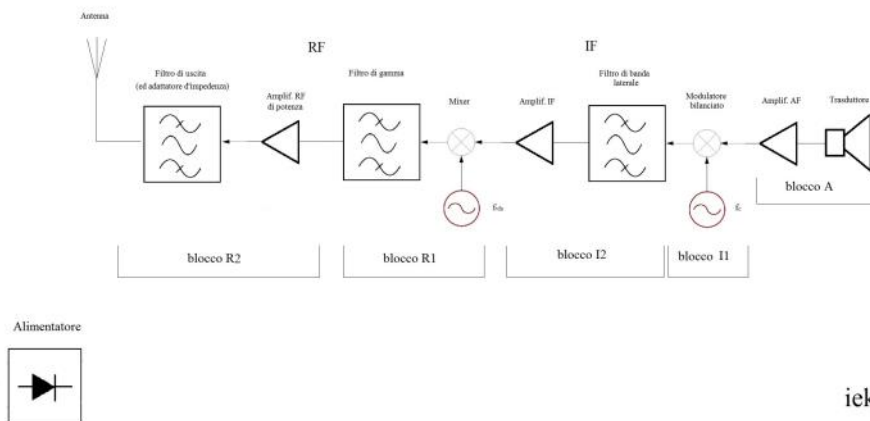 Antenna
RF
IF
Filtro di uscita
(ed adattatore d'impedenza)
Amplif. RF
di potenza
Filtro di gamma
Mixer
Amplif. IF
Filtro di banda
laterale
Modulatore
bilanciato
Amplif. AF
Trasduttore
blocco A
blocco R2
blocco R1
blocco I2
blocco I1
Alimentatore